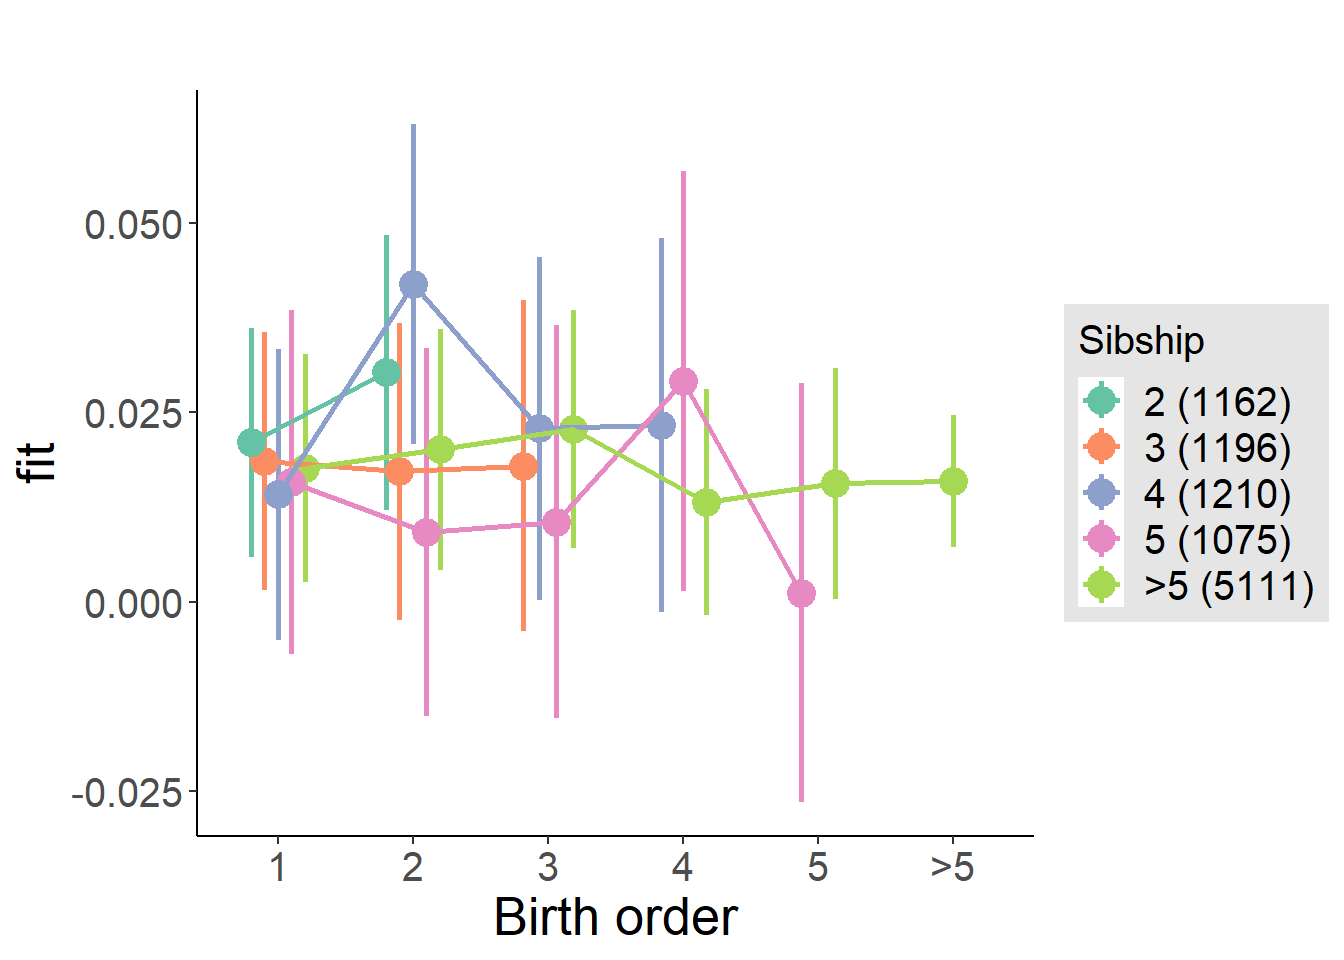 0.050
0.025
0.000
-0.025
fit
1 2 3 4 5 >5
Birth order
Sibship
2 (1162)
3 (1196)
4 (1210)
5 (1075)
>5 (5111)